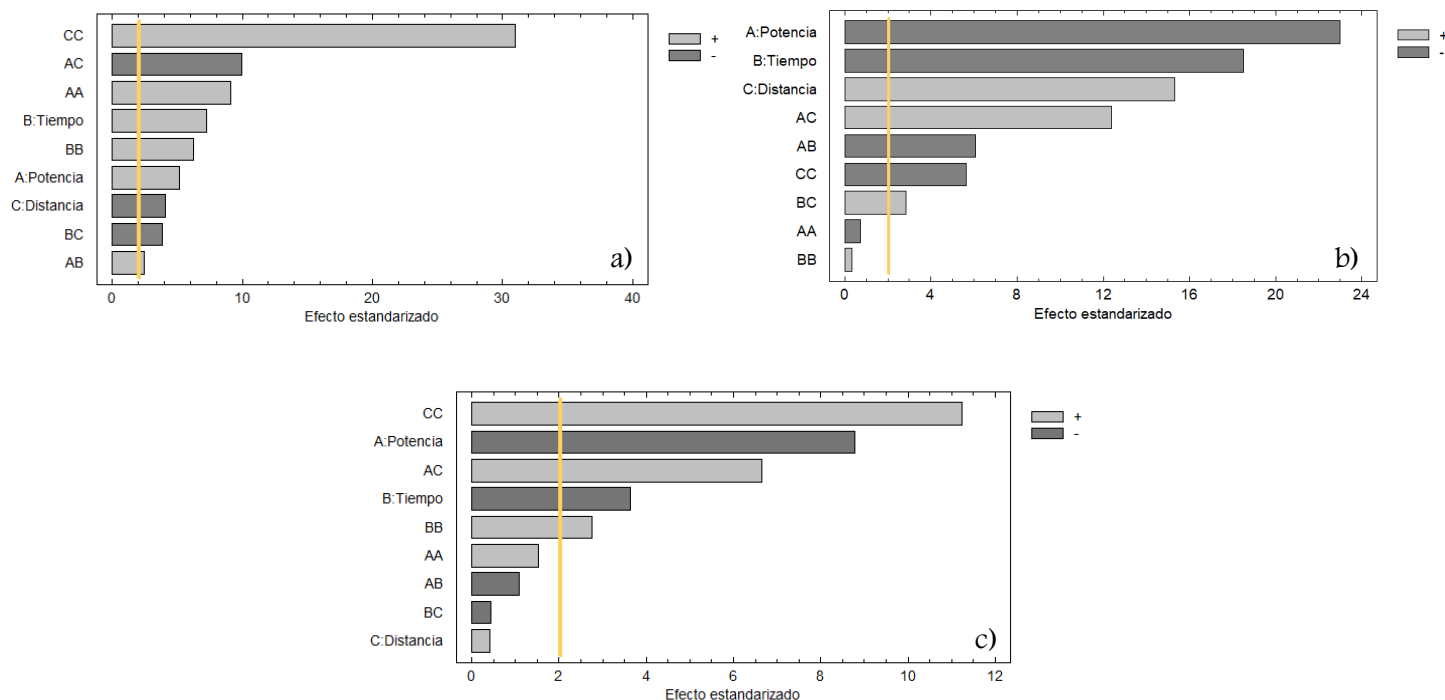 CC
AC
AA
B:Tiempo
BB
A:Potencia
C:Distancia
BC
AB
0 10 20 30 40
Efecto estandarizado
+
-
a)
A:Potencia
B:Tiempo
C:Distancia
AC
AB
CC
BC
AA
BB
0 4 8 12 16 20 24
Efecto estandarizado
+
-
b)
CC
A:Potencia
AC
B:Tiempo
BB
AA
AB
BC
C:Distancia
0 2 4 6 8 10 12
Efecto estandarizado
+
-
c)